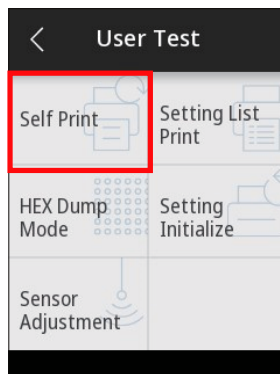 User Test
Self Print
Setting List
Print
HEX Dump
Mode
Setting
Initialize
Sensor
Adjustment